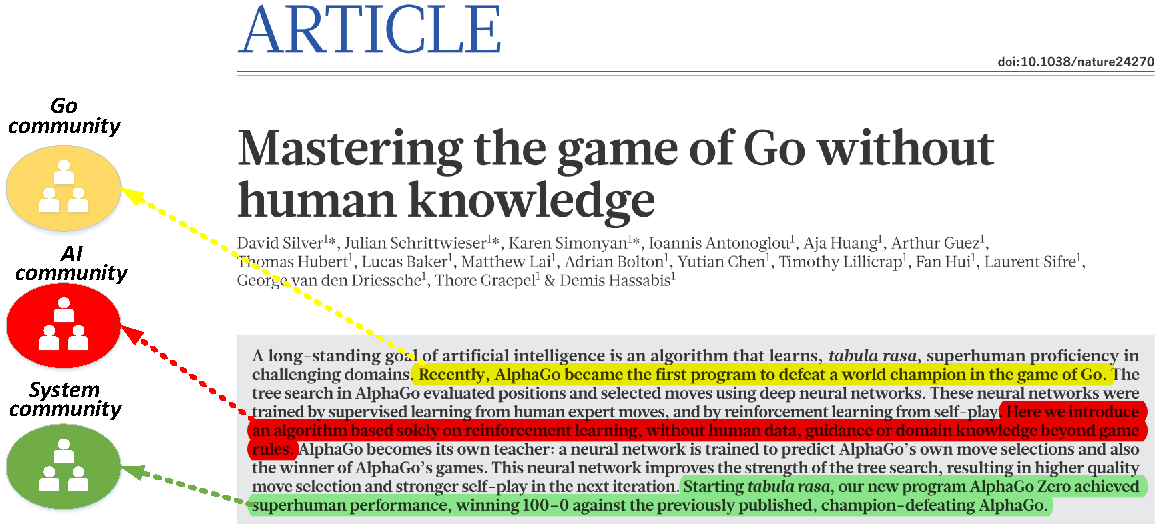 ARTICLE
doi:10.1038/nature24270
Go
community
Mastering the game of Go without
human knowledge
David Silver¹*, Julian Schrittwieser¹*, Karen Simonyan¹*, Ioannis Antonoglou¹, Aja Huang¹, Arthur Guez¹,
Thomas Hubert¹, Lucas Baker¹, Matthew Lai¹, Adrian Bolton¹, Yutian Chen¹, Timothy Lillicrap¹, Fan Hui¹, Laurent Sifre¹,
George van den Driessche¹, Thore Graepel¹ & Demis Hassabis¹
AI
community
System
community
A long-standing goal of artificial intelligence is an algorithm that learns, tabula rasa, superhuman proficiency in
challenging domains. Recently, AlphaGo became the first program to defeat a world champion in the game of Go. The
tree search in AlphaGo evaluated positions and selected moves using deep neural networks. These neural networks were
trained by supervised learning from human expert moves, and by reinforcement learning from self-play. Here we introduce
an algorithm based solely on reinforcement learning, without human data, guidance or domain knowledge beyond game
rules. AlphaGo becomes its own teacher: a neural network is trained to predict AlphaGo's own move selections and also
the winner of AlphaGo's games. This neural network improves the strength of the tree search, resulting in higher quality
move selection and stronger self-play in the next iteration. Starting tabula rasa, our new program AlphaGo Zero achieved
superhuman performance, winning 100–0 against the previously published, champion-defeating AlphaGo.